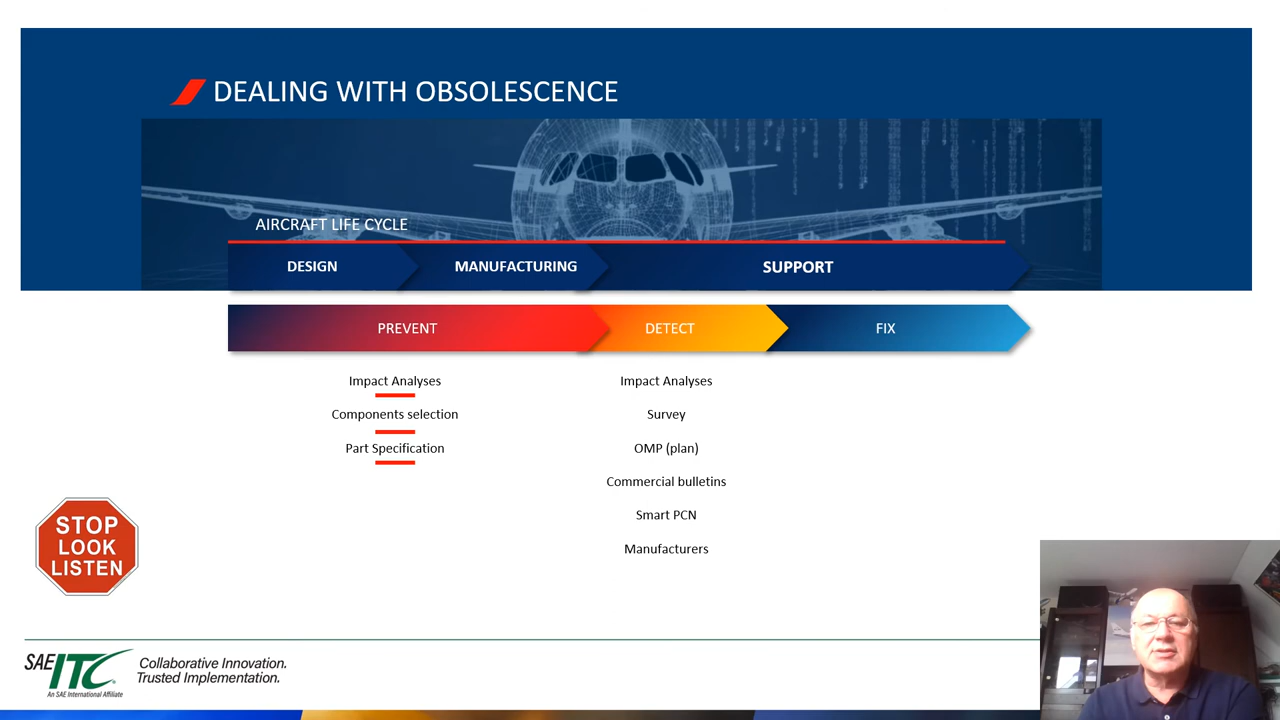 DEALING WITH OBSOLESCENCE
AIRCRAFT LIFE CYCLE
DESIGN
MANUFACTURING
SUPPORT
PREVENT
DETECT
FIX
Impact Analyses
Components selection
Part Specification
Impact Analyses
Survey
OMP (plan)
Commercial bulletins
Smart PCN
Manufacturers
STOP
LOOK
LISTEN
SAE ITC
An SAE International Affiliate
Collaborative Innovation.
Trusted Implementation.